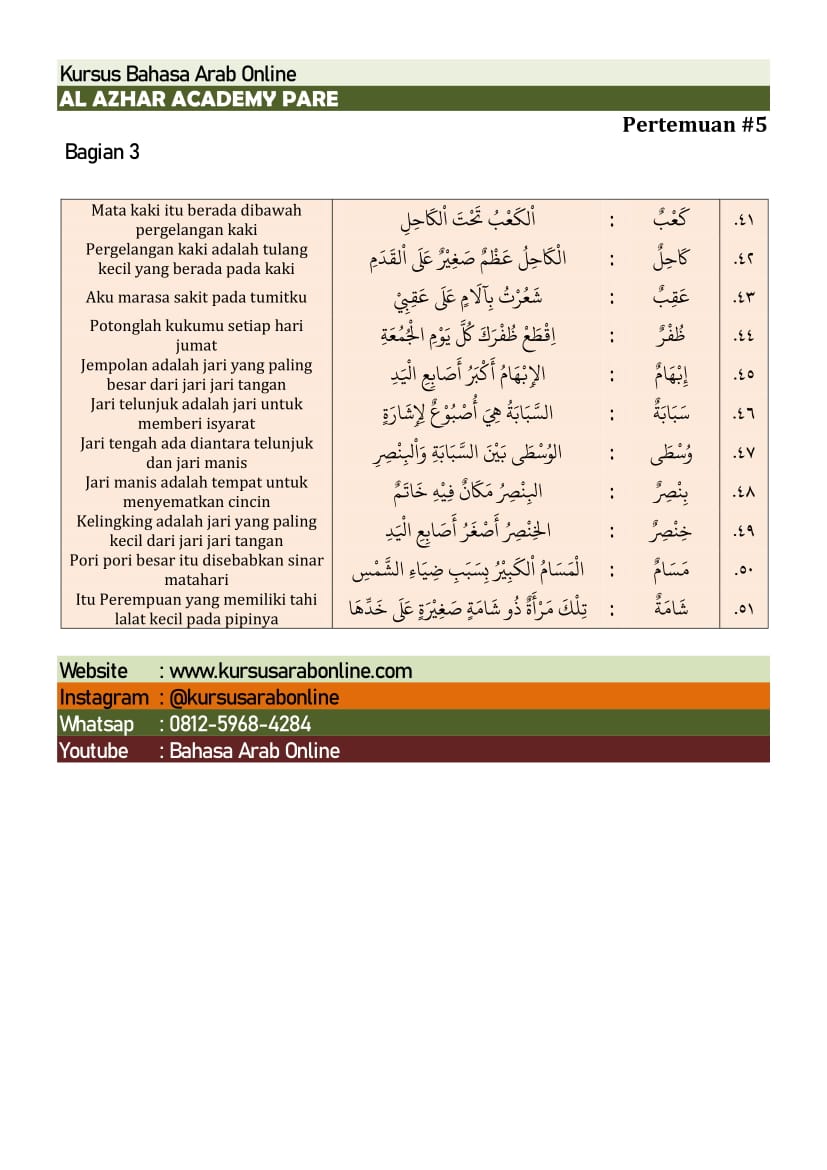 Kursus Bahasa Arab Online
AL AZHAR ACADEMY PARE
Pertemuan #5
Bagian 3
٤١. كَعْبٌ : اْلكَعْبُ تَحْتَ اْلكَاحِلِ
Mata kaki itu berada dibawah
pergelangan kaki
٤٢. كَاحِلٌ : الْكَاحِلُ عَظْمٌ صَغِيْرٌ عَلَى اْلقَدَمِ
Pergelangan kaki adalah tulang
kecil yang berada pada kaki
٤٣. عَقِبٌ : شَعُرْتُ بِآلَامٍ عَلَى عَقِبِيْ
Aku marasa sakit pada tumitku
٤٤. ظُفْرٌ : اِقْطَعْ ظُفْرَكَ كُلَّ يَوْمِ الْجُمُعَةِ
Potonglah kukumu setiap hari
jumat
٤٥. إِبْهَامٌ : الإِبْهَامُ أَكْبَرُ أَصَابِعِ الْيَدِ
Jempolan adalah jari yang paling
besar dari jari jari tangan
٤٦. سَبَابَةٌ : السَّبَابَةُ هِيَ أُصْبُوْعٌ لِإِشَارَةٍ
Jari telunjuk adalah jari untuk
memberi isyarat
٤٧. وُسْطَى : الوُسْطَى بَيْنَ السَّبَابَةِ وَاْلبِنْصِرِ
Jari tengah ada diantara telunjuk
dan jari manis
٤٨. بِنْصِرٌ : البِنْصِرُ مَكَانٌ فِيْهِ خَاتَمٌ
Jari manis adalah tempat untuk
menyematkan cincin
٤٩. خِنْصِرٌ : الخِنْصِرُ أَصْغَرُ أَصَابِعِ الْيَدِ
Kelingking adalah jari yang paling
kecil dari jari jari tangan
٥٠. مَسَامٌ : الْمَسَامُ اْلكَبِيْرُ بِسَبَبِ ضِيَاءِ الشَّمْسِ
Pori pori besar itu disebabkan sinar
matahari
٥١. شَامَةٌ : تِلْكَ مَرْأَةٌ ذُو شَامَةٍ صَغِيْرَةٍ عَلَى خَدِّهَا
Itu Perempuan yang memiliki tahi
lalat kecil pada pipinya
Website : www.kursusarabonline.com
Instagram : @kursusarabonline
Whatsap : 0812-5968-4284
Youtube : Bahasa Arab Online